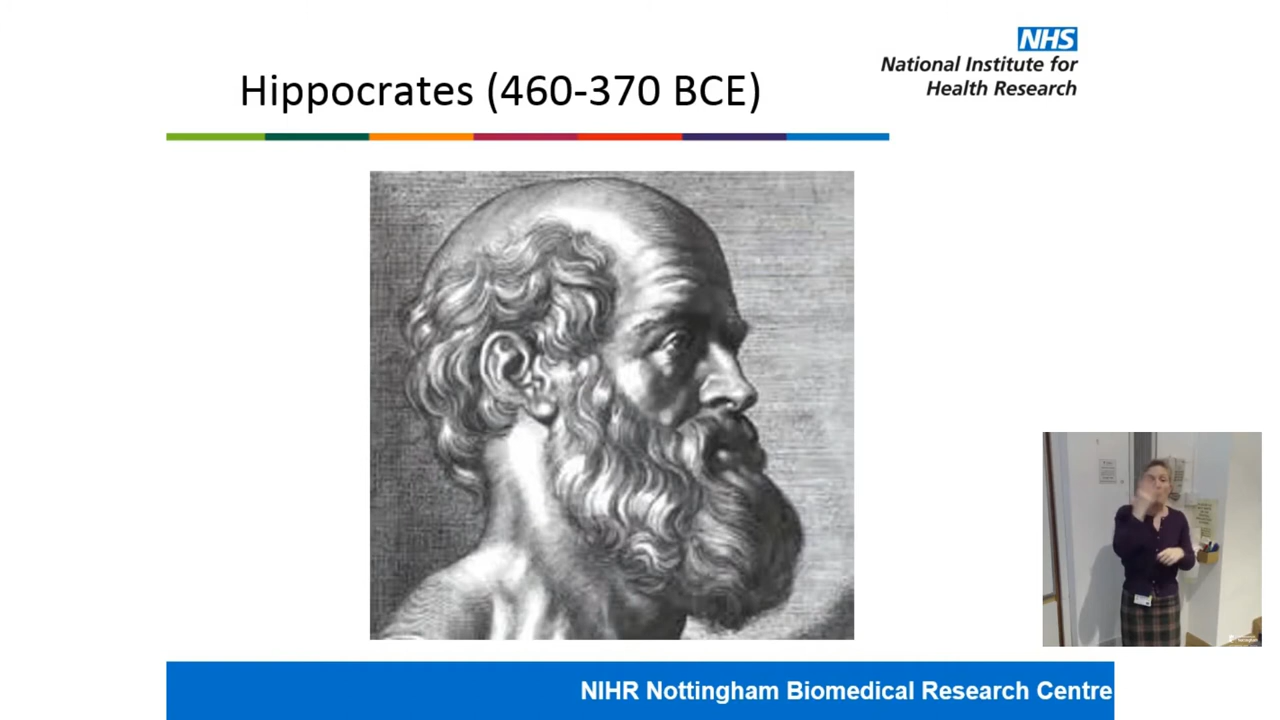 Hippocrates (460-370 BCE)
NHS
National Institute for
Health Research
NIHR Nottingham Biomedical Research Centre